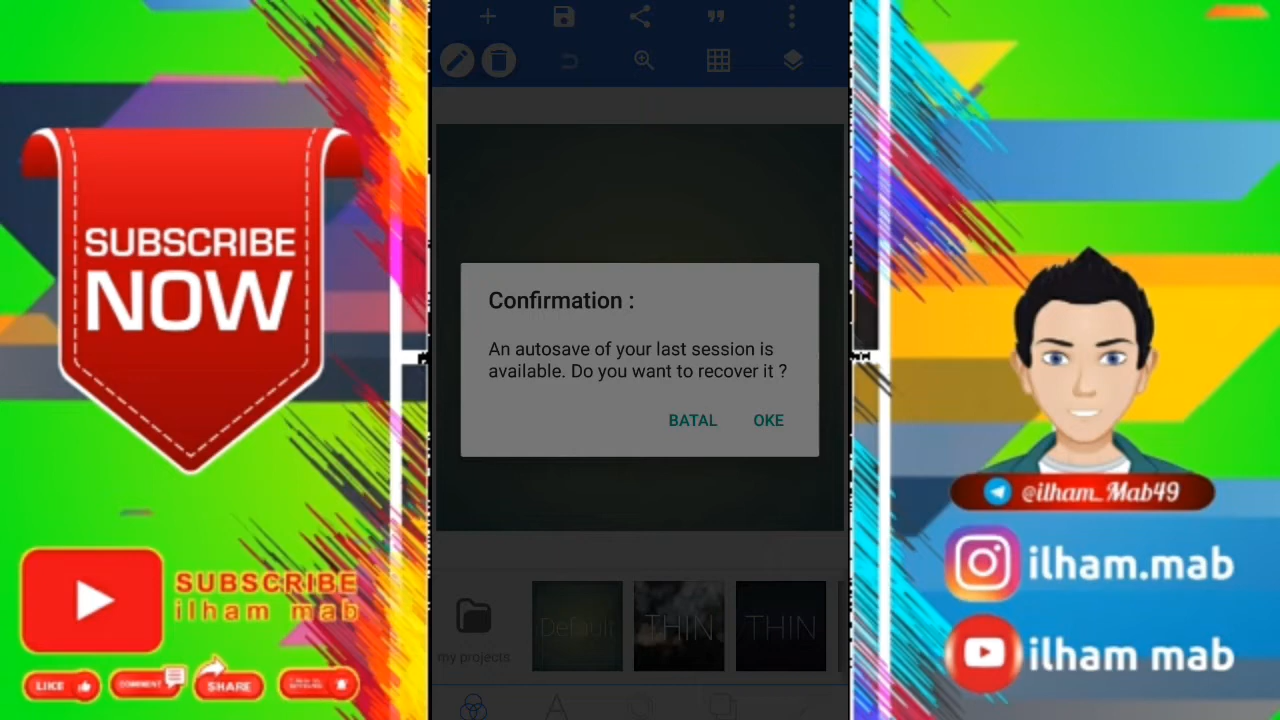 SUBSCRIBE
NOW
SUBSCRIBE
ilham mab
LIKE
COMMENT
SHARE
Confirmation :
An autosave of your last session is
available. Do you want to recover it ?
BATAL
OKE
my projects
Default
THIN
THIN
@ilham_Mab49
ilham.mab
ilham mab